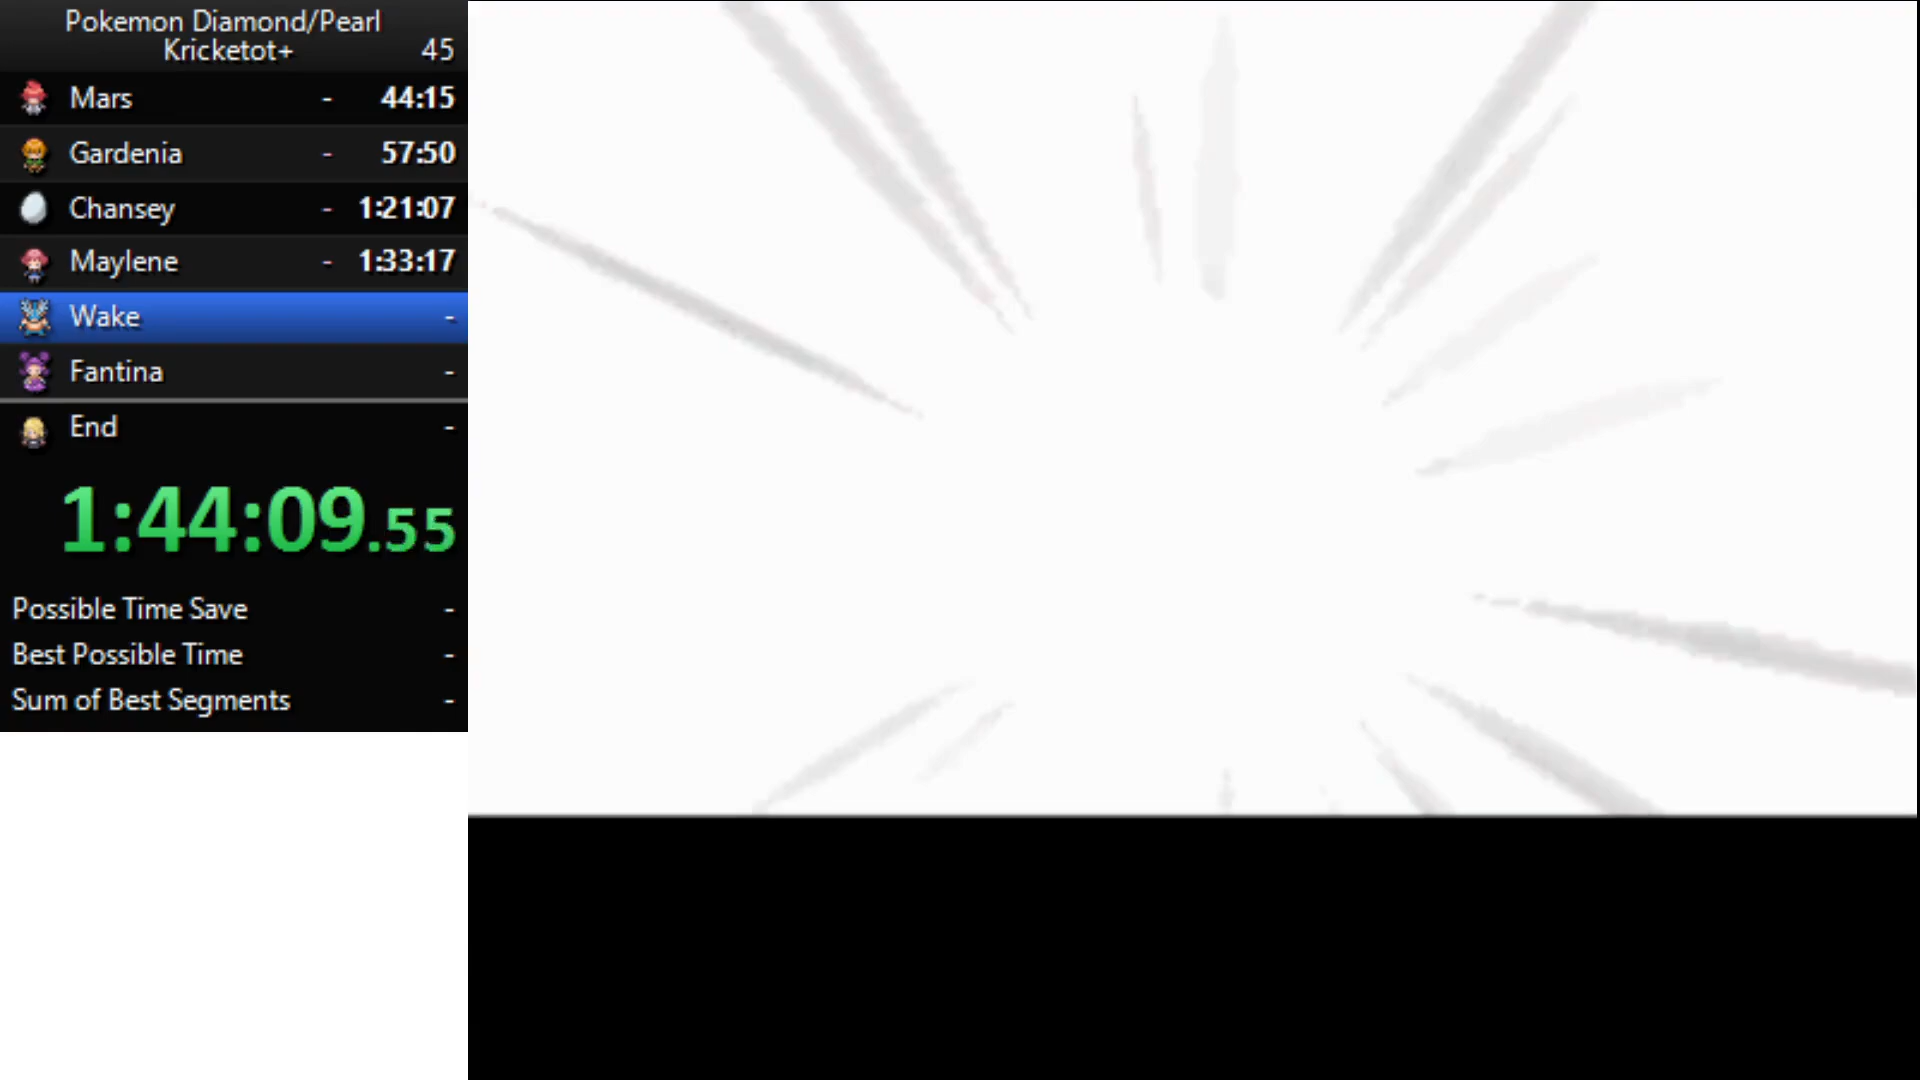 Pokemon Diamond/Pearl
Kricketot+ 45
Mars - 44:15
Gardenia - 57:50
Chansey - 1:21:07
Maylene - 1:33:17
Wake -
Fantina -
End -
1:44:09.55
Possible Time Save -
Best Possible Time -
Sum of Best Segments -